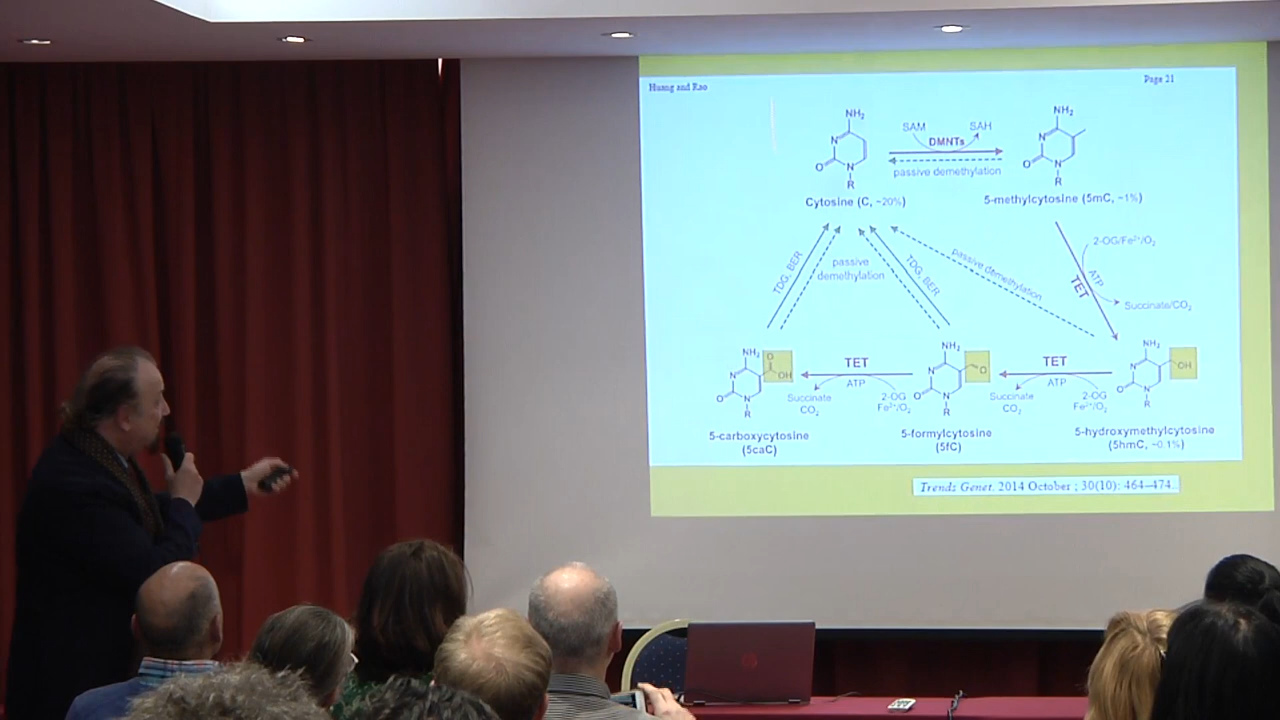 Huang and Rao
Page 21
NH₂
N
O
N
R
SAM
SAH
DMNTs
passive demethylation
NH₂
N
O
N
R
Cytosine (C, ~20%)
5-methylcytosine (5mC, ~1%)
2-OG/Fe²⁺/O₂
ATP
TET
Succinate/CO₂
TDG, BER
passive
demethylation
TDG, BER
passive demethylation
NH₂
O
OH
N
O
N
R
TET
ATP
Succinate
CO₂
2-OG
Fe²⁺/O₂
NH₂
O
N
O
N
R
TET
ATP
Succinate
CO₂
2-OG
Fe²⁺/O₂
NH₂
OH
N
O
N
R
5-carboxycytosine
(5caC)
5-formylcytosine
(5fC)
5-hydroxymethylcytosine
(5hmC, ~0.1%)
Trends Genet. 2014 October ; 30(10): 464–474.